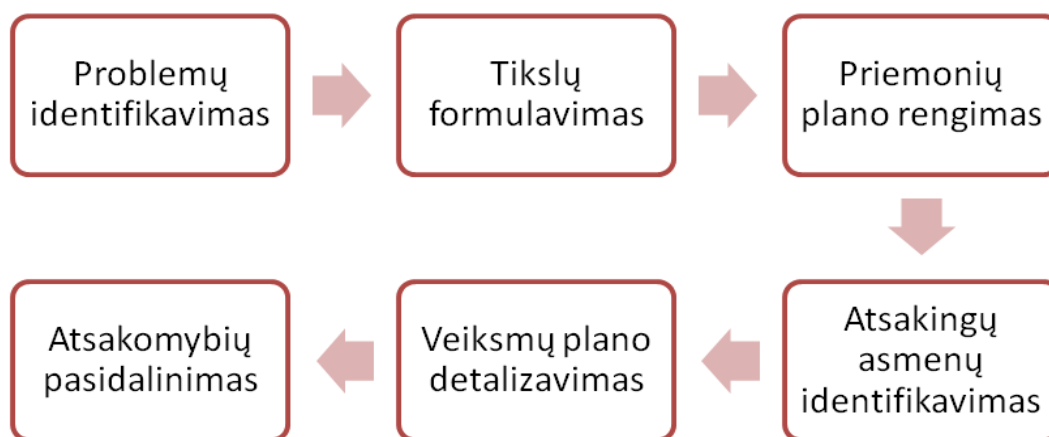 Problemų
identifikavimas
Tikslų
formulavimas
Priemonių
plano rengimas
Atsakingų
asmenų
identifikavimas
Veiksmų plano
detalizavimas
Atsakomybių
pasidalinimas